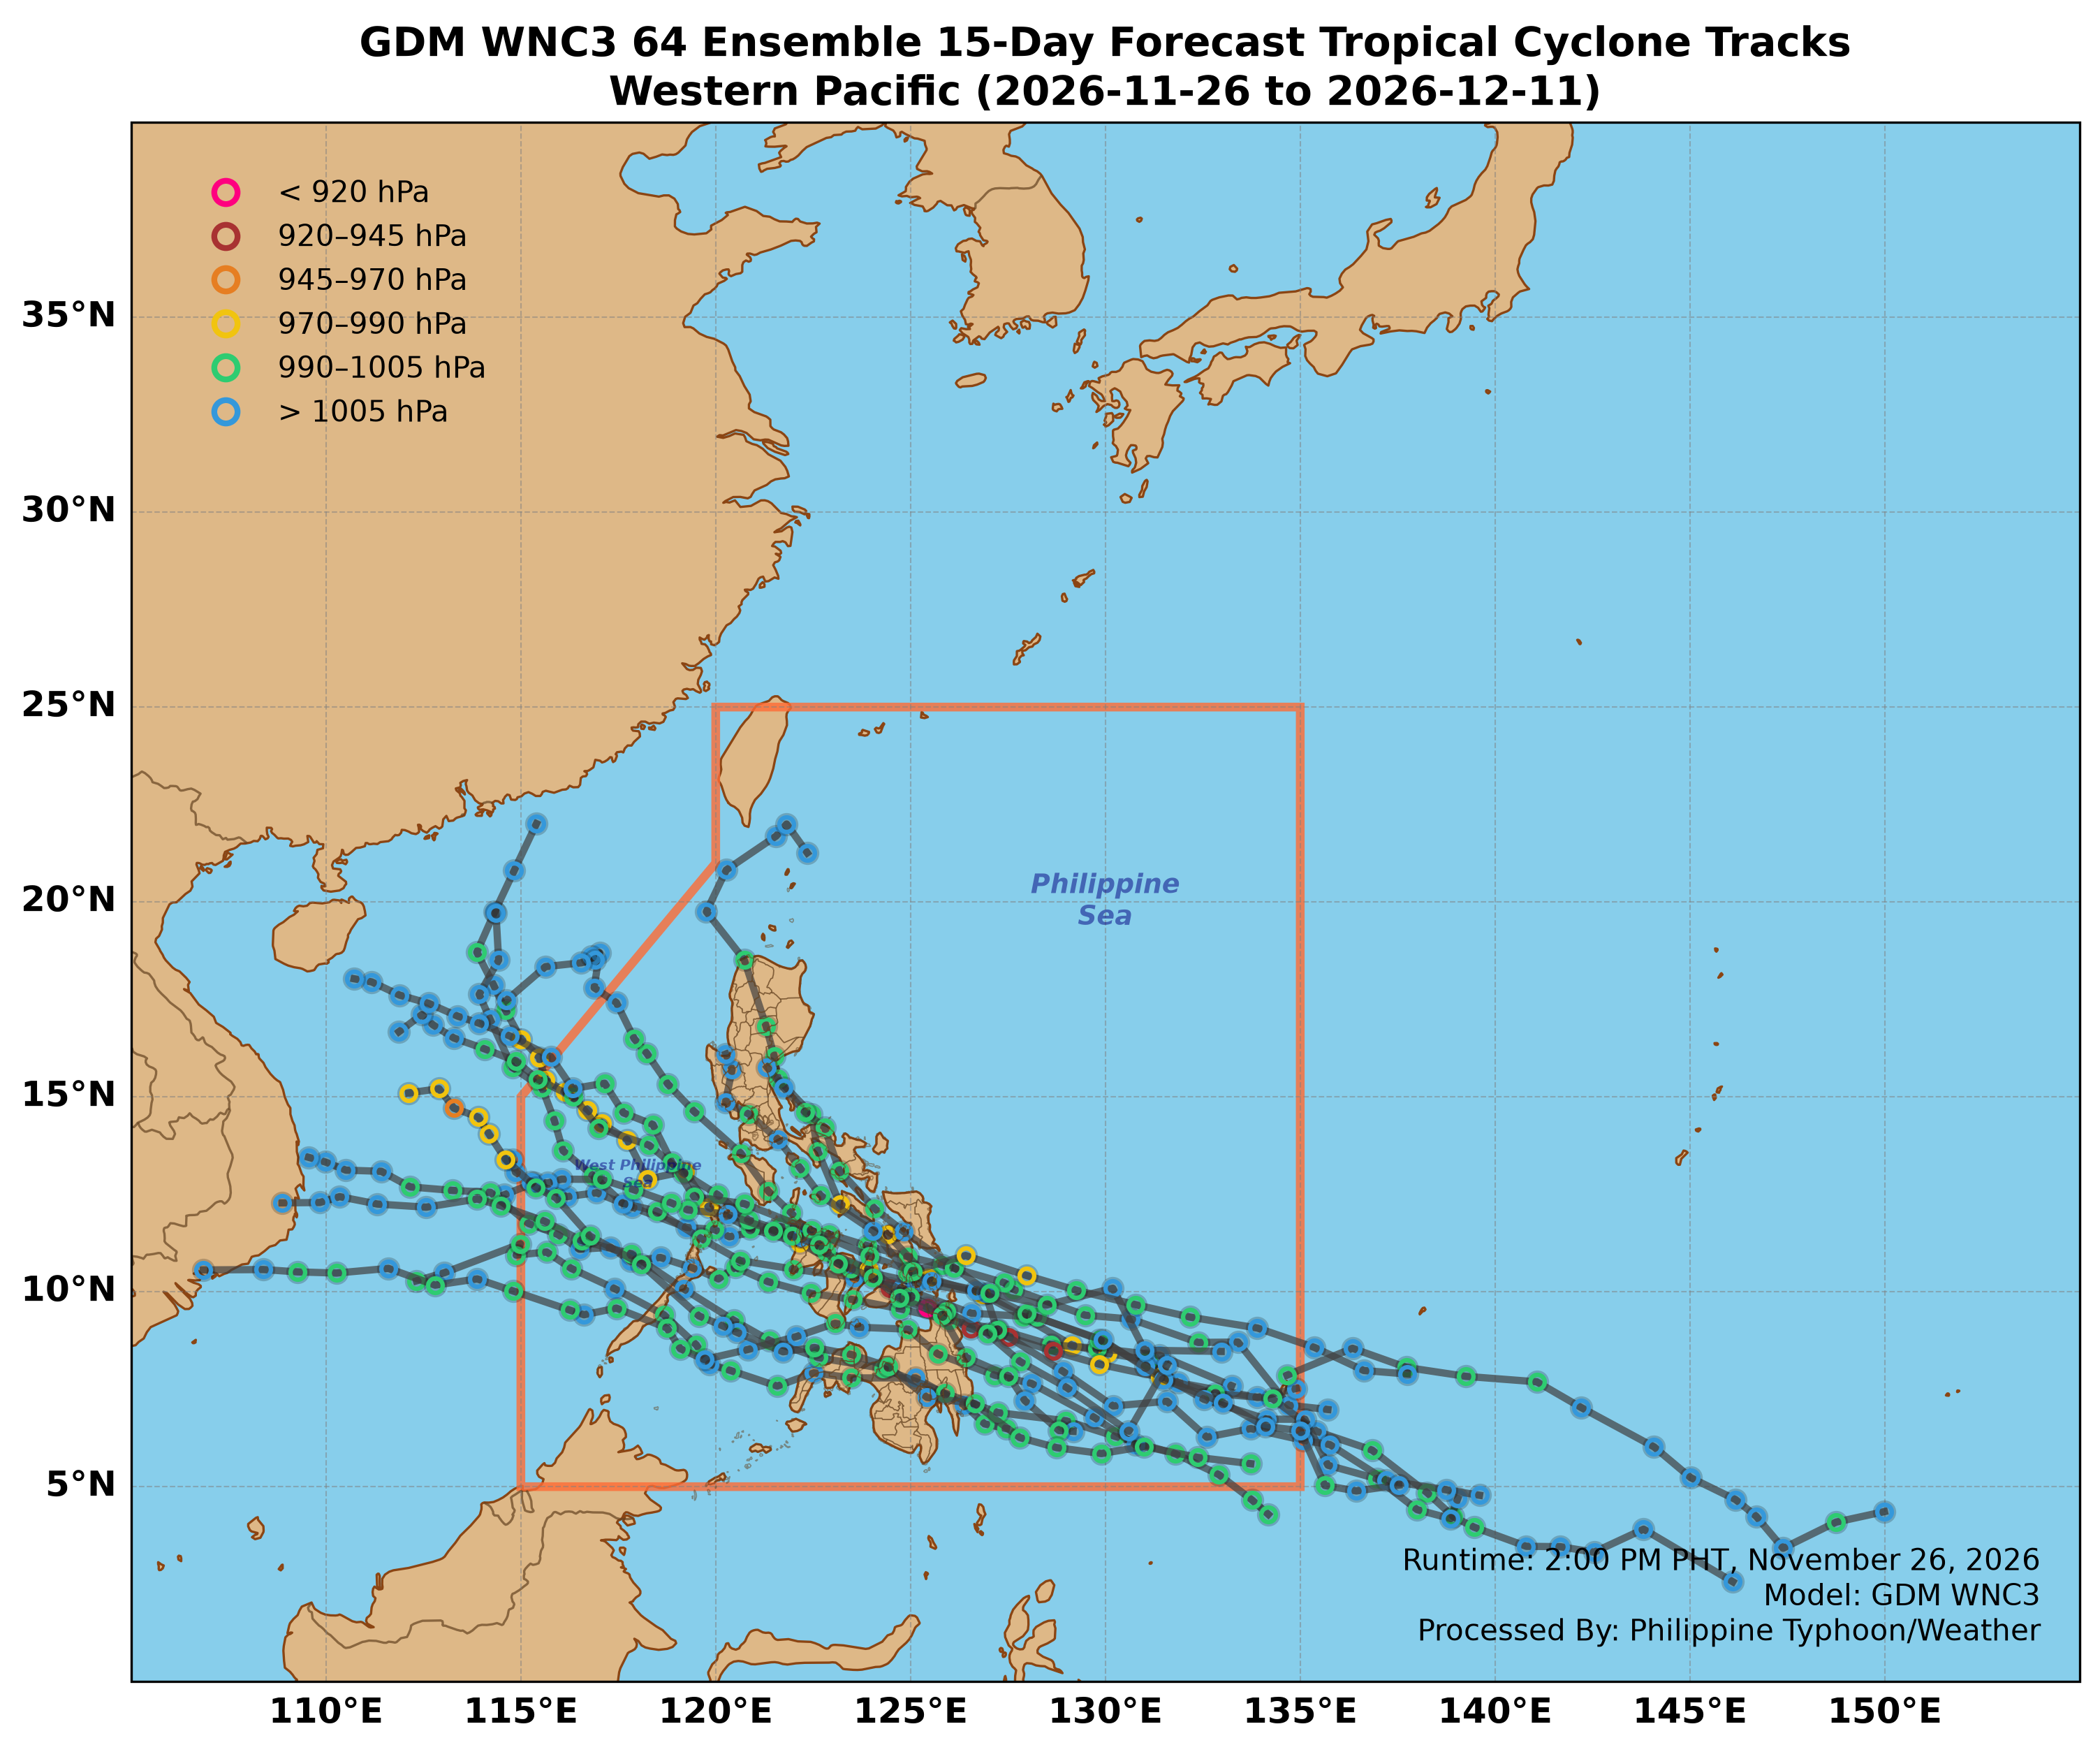 GDM WNC3 64 Ensemble 15-Day Forecast Tropical Cyclone Tracks
Western Pacific (2026-11-26 to 2026-12-11)
< 920 hPa
920–945 hPa
945–970 hPa
970–990 hPa
990–1005 hPa
> 1005 hPa
35°N
30°N
25°N
20°N
15°N
10°N
5°N
Philippine
Sea
West Philippine
Sea
Runtime: 2:00 PM PHT, November 26, 2026
Model: GDM WNC3
Processed By: Philippine Typhoon/Weather
110°E
115°E
120°E
125°E
130°E
135°E
140°E
145°E
150°E